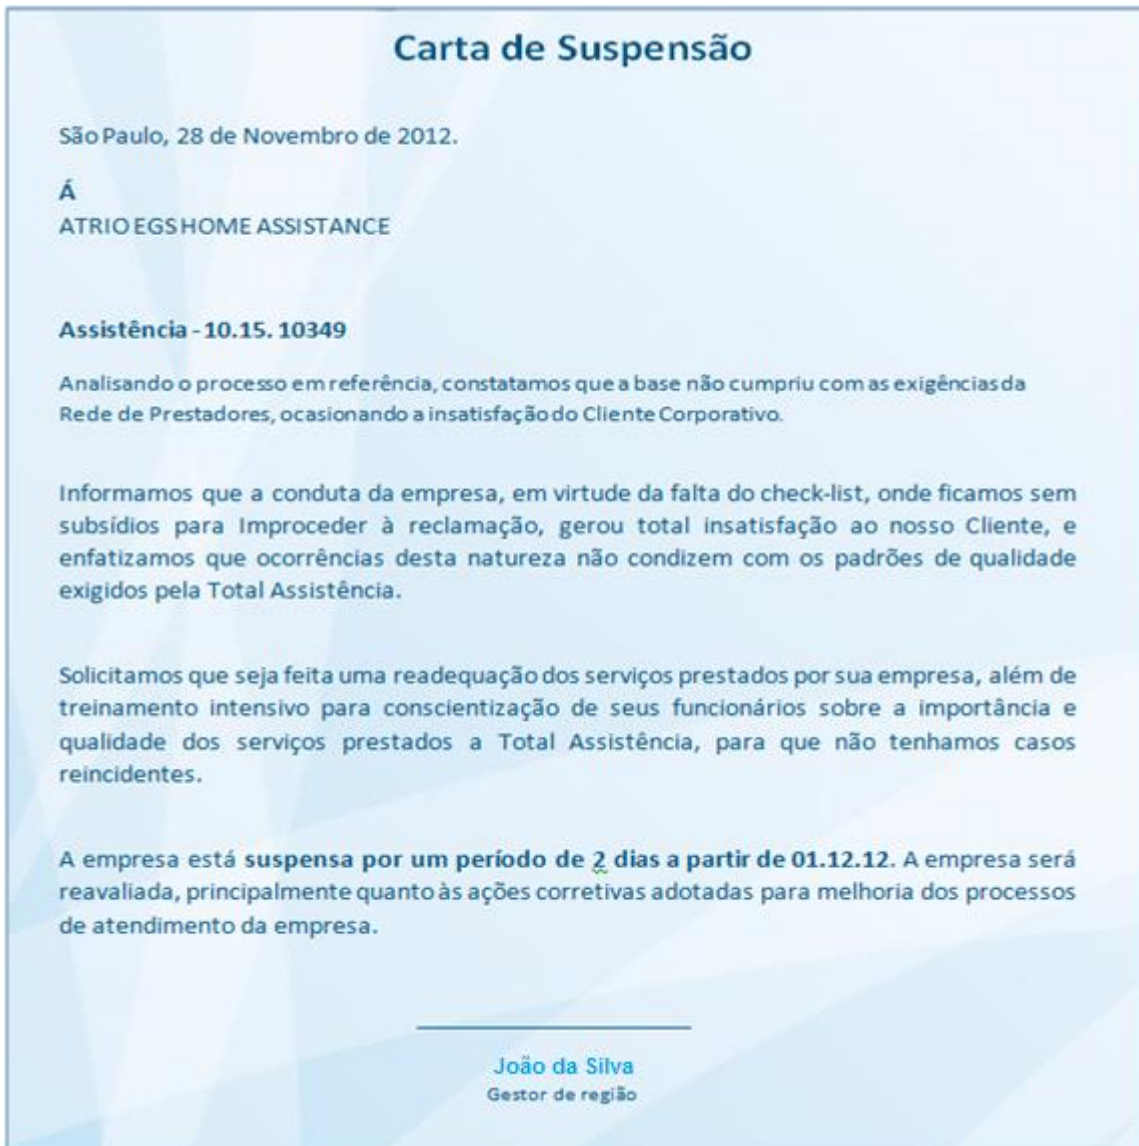 Carta de Suspensão
São Paulo, 28 de Novembro de 2012.
Á
ATRIO EGS HOME ASSISTANCE
Assistência - 10.15. 10349
Analisando o processo em referência, constatamos que a base não cumpriu com as exigências da
Rede de Prestadores, ocasionando a insatisfação do Cliente Corporativo.
Informamos que a conduta da empresa, em virtude da falta do check-list, onde ficamos sem
subsídios para Improceder à reclamação, gerou total insatisfação ao nosso Cliente, e
enfatizamos que ocorrências desta natureza não condizem com os padrões de qualidade
exigidos pela Total Assistência.
Solicitamos que seja feita uma readequação dos serviços prestados por sua empresa, além de
treinamento intensivo para conscientização de seus funcionários sobre a importância e
qualidade dos serviços prestados a Total Assistência, para que não tenhamos casos
reincidentes.
A empresa está suspensa por um período de 2 dias a partir de 01.12.12. A empresa será
reavaliada, principalmente quanto às ações corretivas adotadas para melhoria dos processos
de atendimento da empresa.
João da Silva
Gestor de região